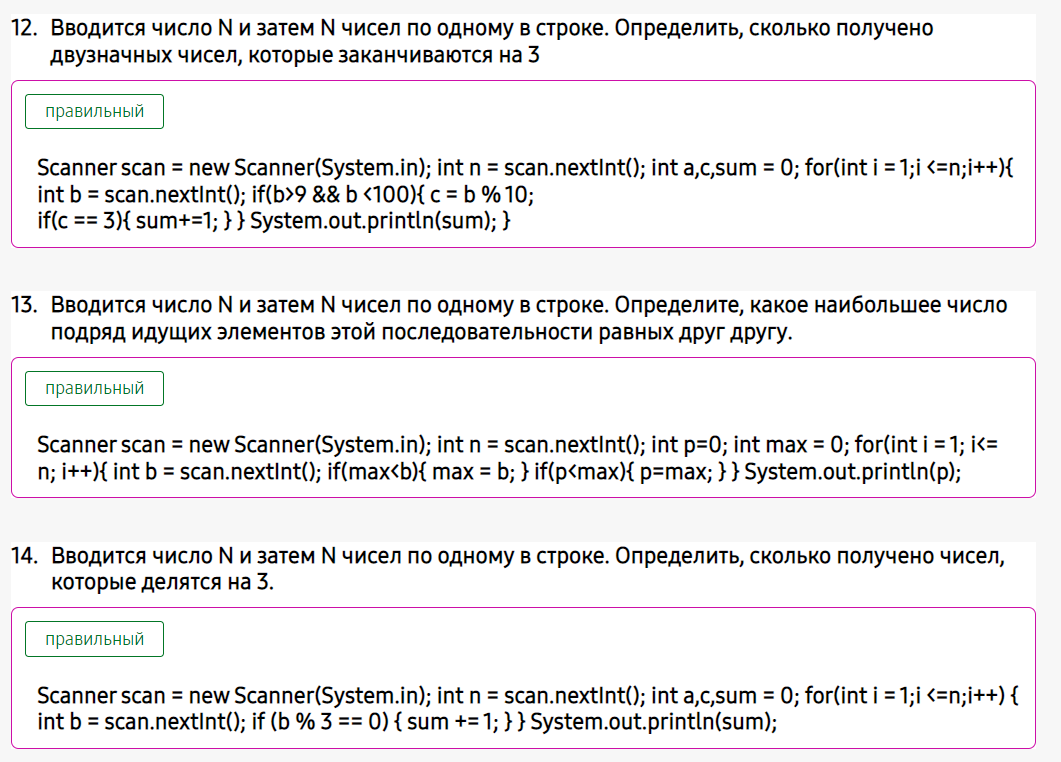 12. Вводится число N и затем N чисел по одному в строке. Определить, сколько получено
двузначных чисел, которые заканчиваются на 3
правильный
Scanner scan = new Scanner(System.in); int n = scan.nextInt(); int a,c,sum = 0; for(int i = 1;i <=n;i++){
int b = scan.nextInt(); if(b>9 && b <100){ c = b % 10;
if(c == 3){ sum+=1; } } System.out.println(sum); }
13. Вводится число N и затем N чисел по одному в строке. Определите, какое наибольшее число
подряд идущих элементов этой последовательности равных друг другу.
правильный
Scanner scan = new Scanner(System.in); int n = scan.nextInt(); int p=0; int max = 0; for(int i = 1; i<=
n; i++){ int b = scan.nextInt(); if(max<b){ max = b; } if(p<max){ p=max; } } System.out.println(p);
14. Вводится число N и затем N чисел по одному в строке. Определить, сколько получено чисел,
которые делятся на 3.
правильный
Scanner scan = new Scanner(System.in); int n = scan.nextInt(); int a,c,sum = 0; for(int i = 1;i <=n;i++) {
int b = scan.nextInt(); if (b % 3 == 0) { sum += 1; } } System.out.println(sum);